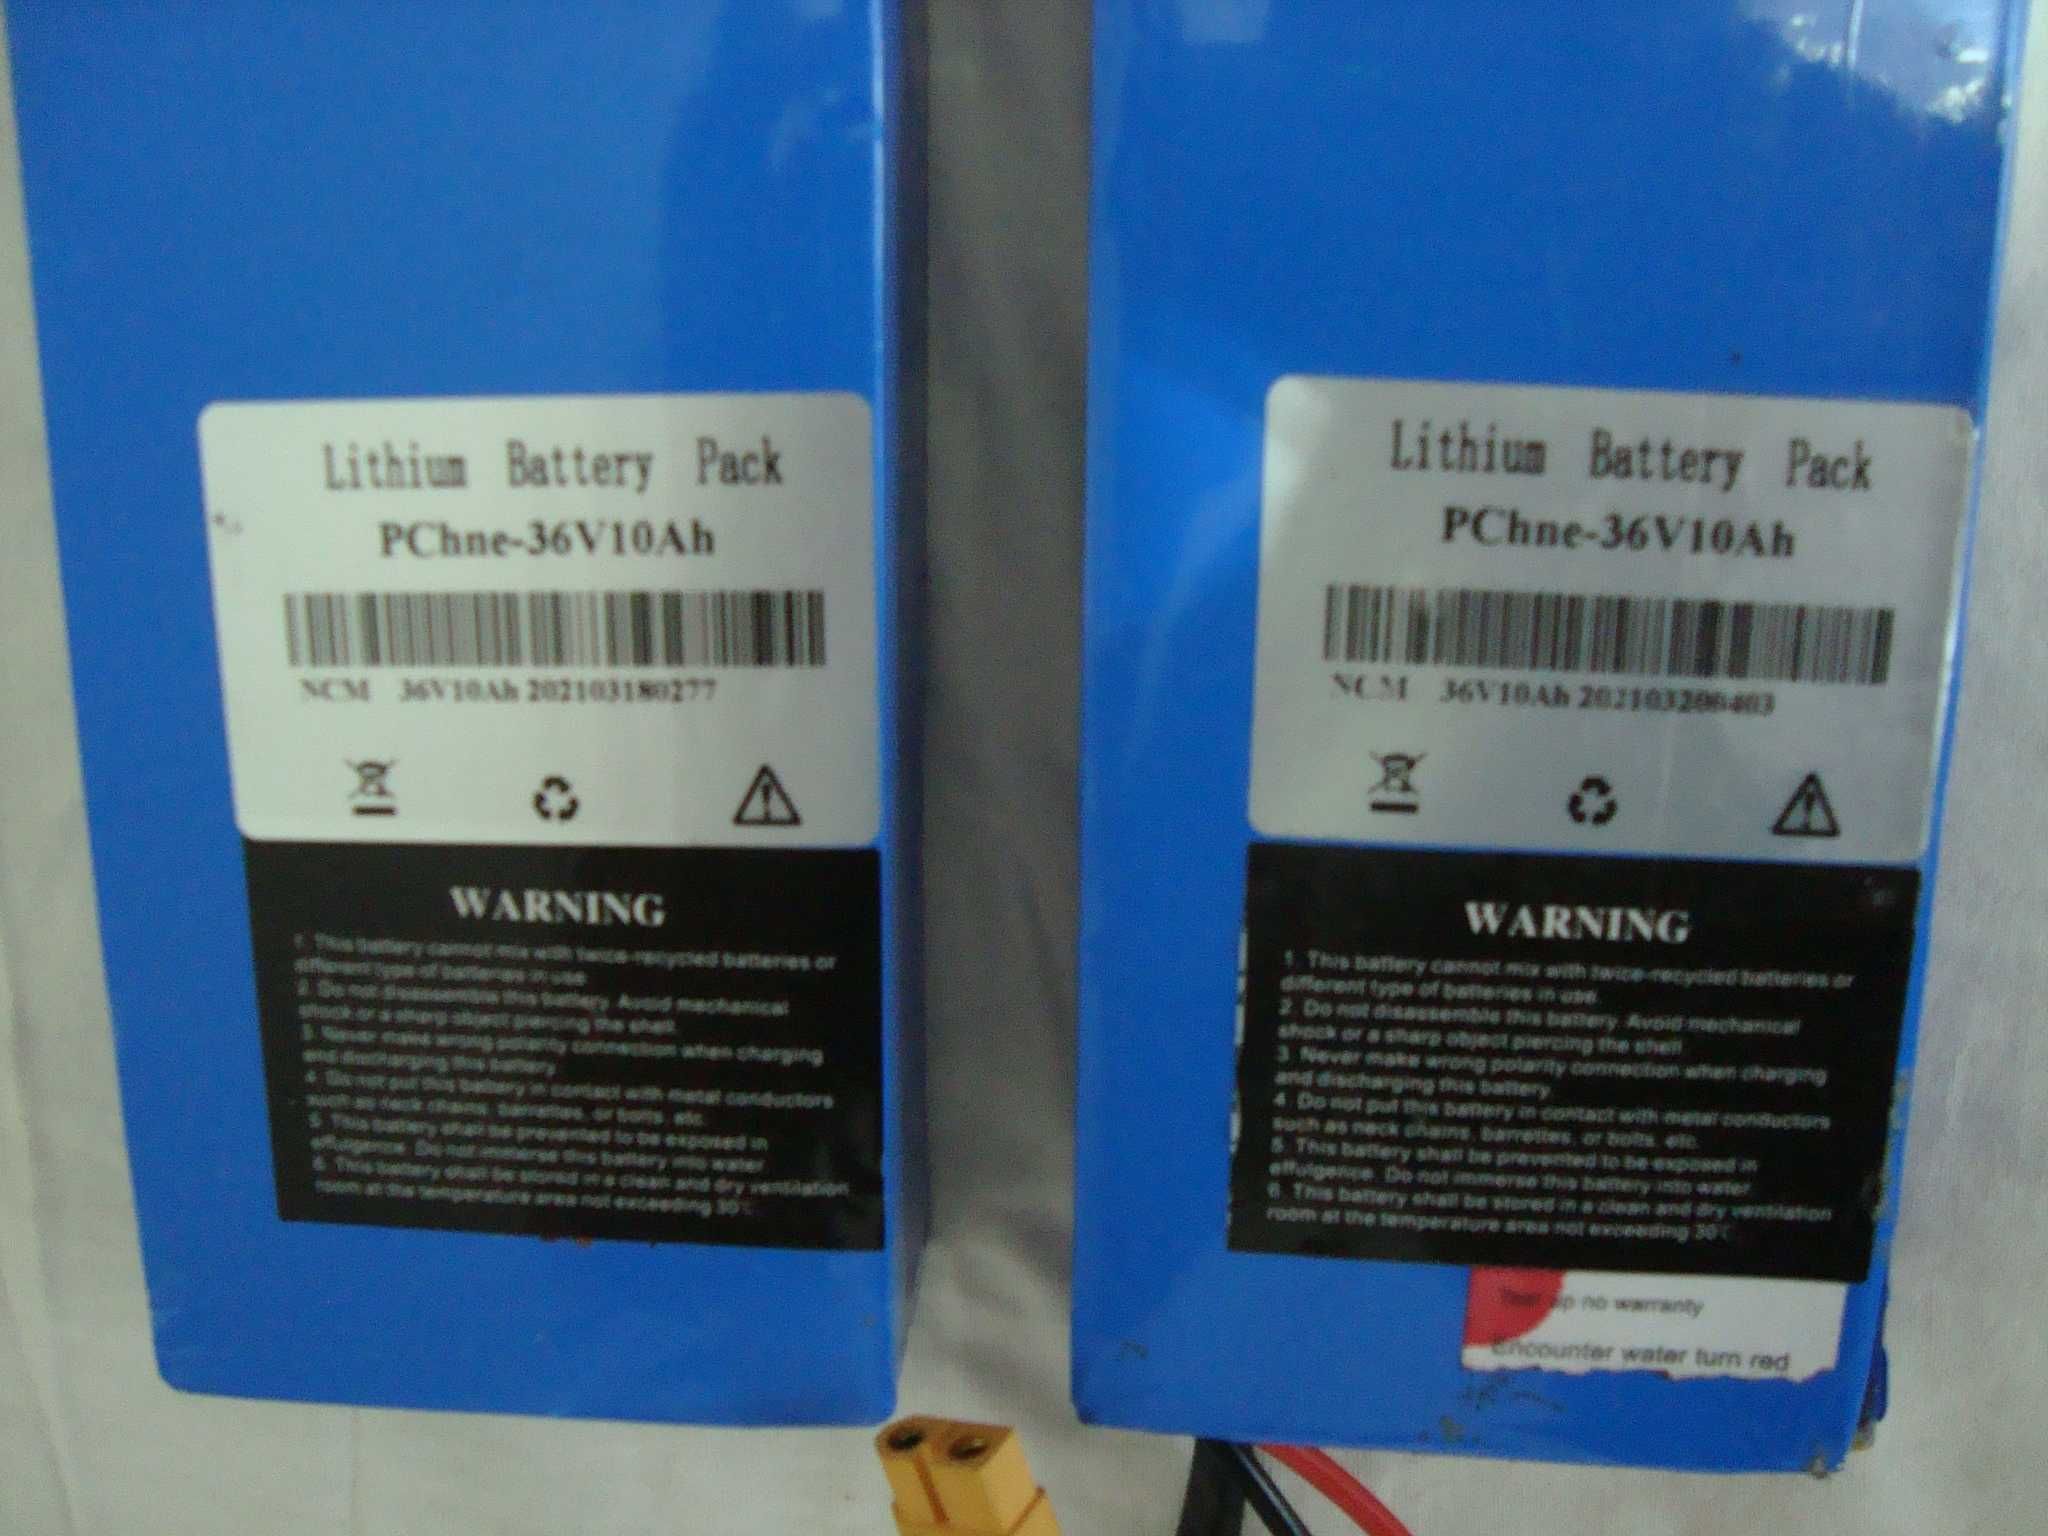 Lithium Battery Pack
PChne-36V10Ah
NCM 36V10Ah 202103180277
WARNING
1. This battery cannot mix with twice-recycled batteries or
different type of batteries in use.
2. Do not disassemble this battery. Avoid mechanical
shock or a sharp object piercing the shell.
3. Never make wrong polarity connection when charging
and discharging this battery.
4. Do not put this battery in contact with metal conductors
such as neck chains, barrettes, or bolts, etc.
5. This battery shall be prevented to be exposed in
effulgence. Do not immerse this battery into water.
6. This battery shall be stored in a clean and dry ventilation
room at the temperature area not exceeding 30℃
Lithium Battery Pack
PChne-36V10Ah
NCM 36V10Ah 202103200403
WARNING
1. This battery cannot mix with twice-recycled batteries or
different type of batteries in use.
2. Do not disassemble this battery. Avoid mechanical
shock or a sharp object piercing the shell.
3. Never make wrong polarity connection when charging
and discharging this battery.
4. Do not put this battery in contact with metal conductors
such as neck chains, barrettes, or bolts, etc.
5. This battery shall be prevented to be exposed in
effulgence. Do not immerse this battery into water.
6. This battery shall be stored in a clean and dry ventilation
room at the temperature area not exceeding 30℃
Tear up no warranty
Encounter water turn red